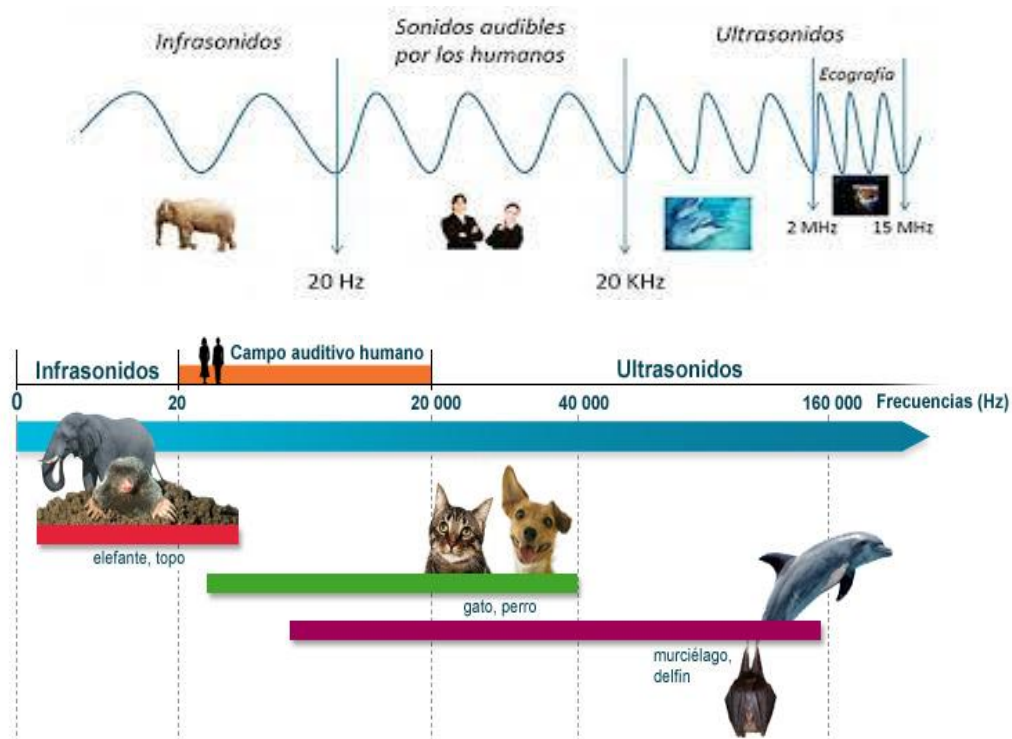 Infrasonidos
Sonidos audibles
por los humanos
Ultrasonidos
Ecografía
2 MHz
15 MHz
20 Hz
20 KHz
Infrasonidos
Campo auditivo humano
Ultrasonidos
0
20
20 000
40 000
160 000
Frecuencias (Hz)
elefante, topo
gato, perro
murciélago,
delfin